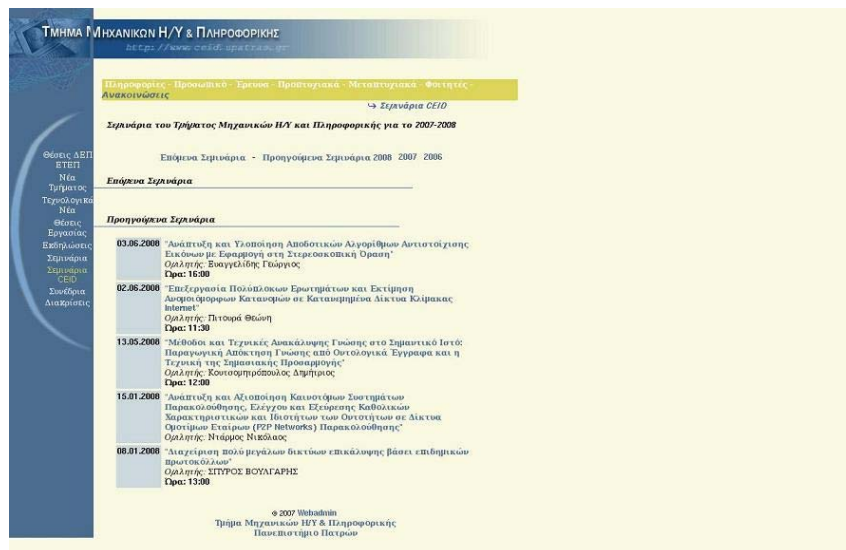 ΤΜΗΜΑ ΜΗΧΑΝΙΚΩΝ Η/Υ & ΠΛΗΡΟΦΟΡΙΚΗΣ
http://www.ceid.upatras.gr
Πληροφορίες - Προσωπικό - Έρευνα - Προπτυχιακά - Μεταπτυχιακά - Φοιτητές -
Ανακοινώσεις
Σεμινάρια CEID
Σεμινάρια του Τμήματος Μηχανικών Η/Υ και Πληροφορικής για το 2007-2008
Επόμενα Σεμινάρια - Προηγούμενα Σεμινάρια 2008 2007 2006
Θέσεις ΔΕΠ
ΕΤΕΠ
Νέα
Τμήματος
Τεχνολογικά
Νέα
Θέσεις
Εργασίας
Εκδηλώσεις
Σεμινάρια
Σεμινάρια
CEID
Συνέδρια
Διακρίσεις
Επόμενα Σεμινάρια
Προηγούμενα Σεμινάρια
03.06.2008 "Ανάπτυξη και Υλοποίηση Αποδοτικών Αλγορίθμων Αντιστοίχισης
Εικόνων με Εφαρμογή στη Στερεοσκοπική Όραση"
Ομιλητής: Ευαγγελίδης Γεώργιος
Ώρα: 16:00
02.06.2008 "Επεξεργασία Πολύπλοκων Ερωτημάτων και Εκτίμηση
Ανομοιόμορφων Κατανομών σε Κατανεμημένα Δίκτυα Κλίμακας
Internet"
Ομιλητής: Πιτουρά Θεώνη
Ώρα: 11:30
13.05.2008 "Μέθοδοι και Τεχνικές Ανακάλυψης Γνώσης στο Σημαντικό Ιστό:
Παραγωγική Απόκτηση Γνώσης από Οντολογικά Έγγραφα και η
Τεχνική της Σημασιακής Προσαρμογής"
Ομιλητής: Κουτσομητρόπουλος Δημήτριος
Ώρα: 12:00
15.01.2008 "Ανάπτυξη και Αξιοποίηση Καινοτόμων Συστημάτων
Παρακολούθησης, Ελέγχου και Εξεύρεσης Καθολικών
Χαρακτηριστικών και Ιδιοτήτων των Οντοτήτων σε Δίκτυα
Ομοτίμων Εταίρων (P2P Networks) Παρακολούθησης"
Ομιλητής: Ντάρμος Νικόλαος
08.01.2008 "Διαχείριση πολύ μεγάλων δικτύων επικάλυψης βάσει επιδημικών
πρωτοκόλλων"
Ομιλητής: ΣΠΥΡΟΣ ΒΟΥΛΓΑΡΗΣ
Ώρα: 13:00
© 2007 Webadmin
Τμήμα Μηχανικών Η/Υ & Πληροφορικής
Πανεπιστήμιο Πατρών